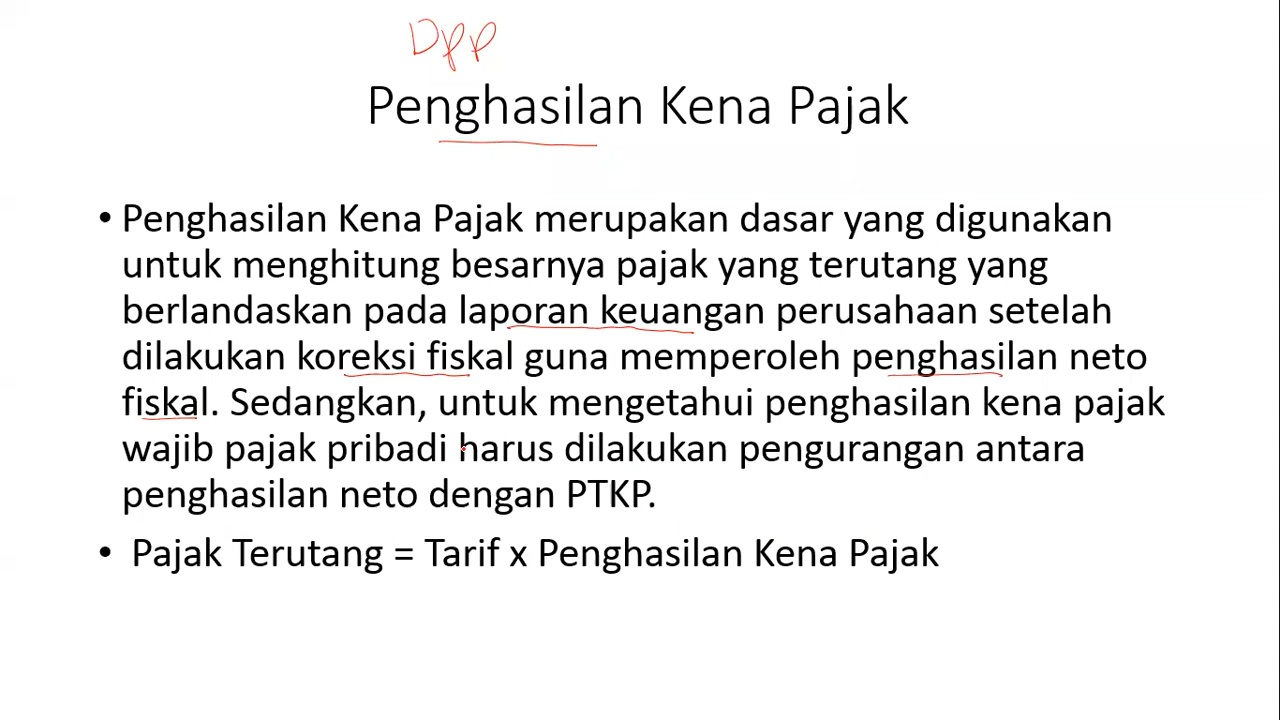 Dpp
Penghasilan Kena Pajak
• Penghasilan Kena Pajak merupakan dasar yang digunakan
untuk menghitung besarnya pajak yang terutang yang
berlandaskan pada laporan keuangan perusahaan setelah
dilakukan koreksi fiskal guna memperoleh penghasilan neto
fiskal. Sedangkan, untuk mengetahui penghasilan kena pajak
wajib pajak pribadi harus dilakukan pengurangan antara
penghasilan neto dengan PTKP.
• Pajak Terutang = Tarif x Penghasilan Kena Pajak